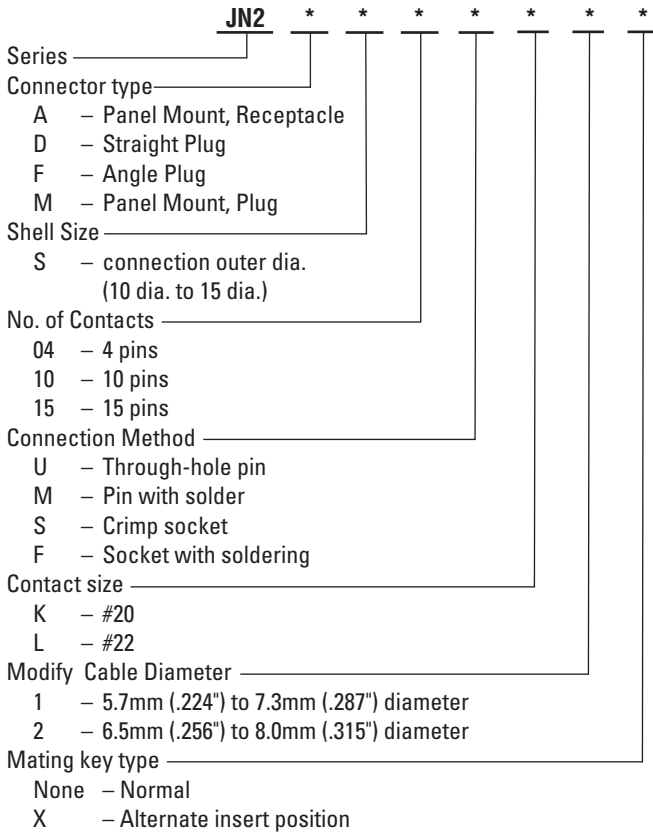 JN2 * * * * * * *
Series
Connector type
A – Panel Mount, Receptacle
D – Straight Plug
F – Angle Plug
M – Panel Mount, Plug
Shell Size
S – connection outer dia.
(10 dia. to 15 dia.)
No. of Contacts
04 – 4 pins
10 – 10 pins
15 – 15 pins
Connection Method
U – Through-hole pin
M – Pin with solder
S – Crimp socket
F – Socket with soldering
Contact size
K – #20
L – #22
Modify Cable Diameter
1 – 5.7mm (.224") to 7.3mm (.287") diameter
2 – 6.5mm (.256") to 8.0mm (.315") diameter
Mating key type
None – Normal
X – Alternate insert position